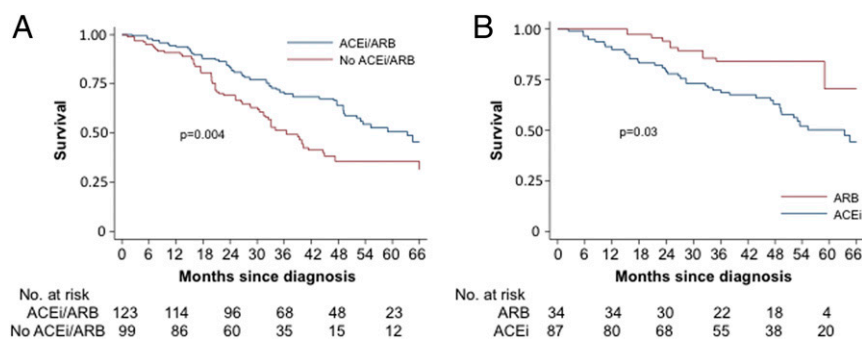 A
1.00
0.75
0.50
0.25
0
Survival
ACEi/ARB
No ACEi/ARB
p=0.004
0 6 12 18 24 30 36 42 48 54 60 66
Months since diagnosis
No. at risk
ACEi/ARB 123 114 96 68 48 23
No ACEi/ARB 99 86 60 35 15 12
B
1.00
0.75
0.50
0.25
0
Survival
p=0.03
ARB
ACEi
0 6 12 18 24 30 36 42 48 54 60 66
Months since diagnosis
No. at risk
ARB 34 34 30 22 18 4
ACEi 87 80 68 55 38 20